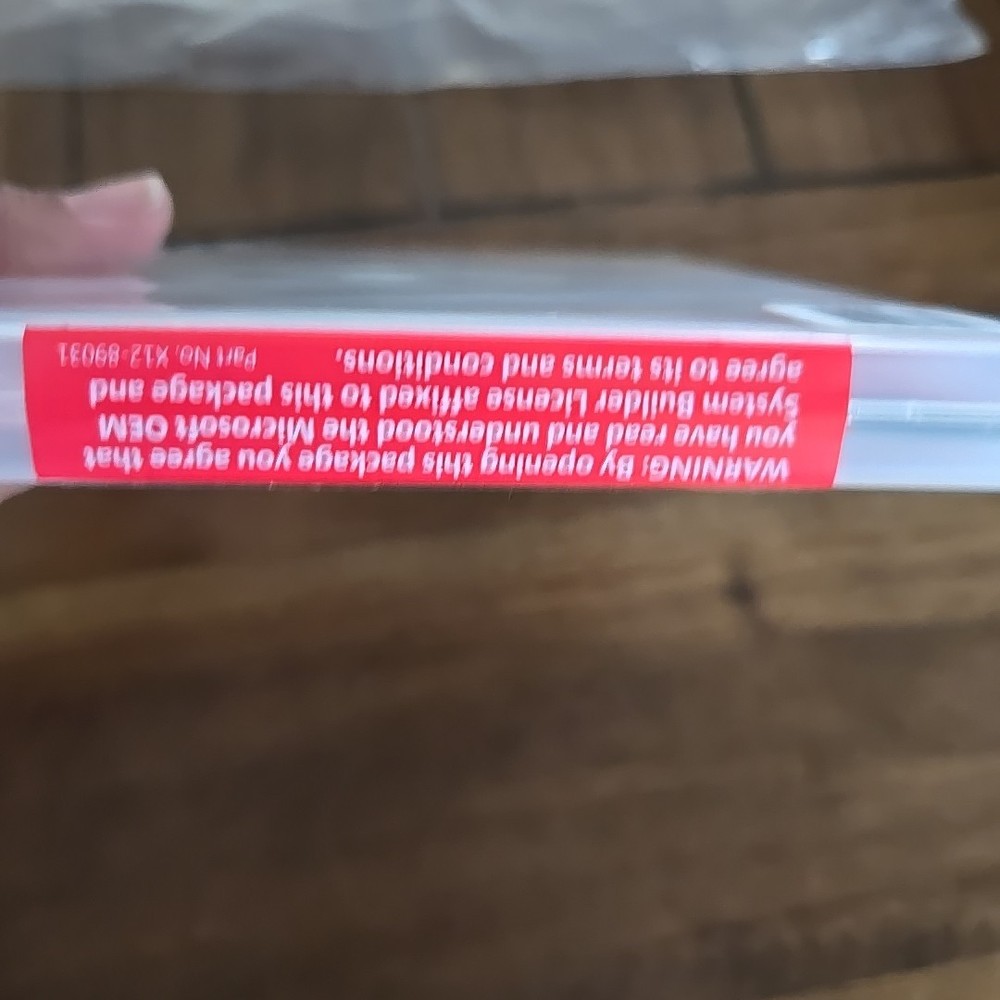 WARNING: By opening this package you agree that
you have read and understood the Microsoft OEM
System Builder License affixed to this package and
agree to its terms and conditions.
Part No. X12-89031